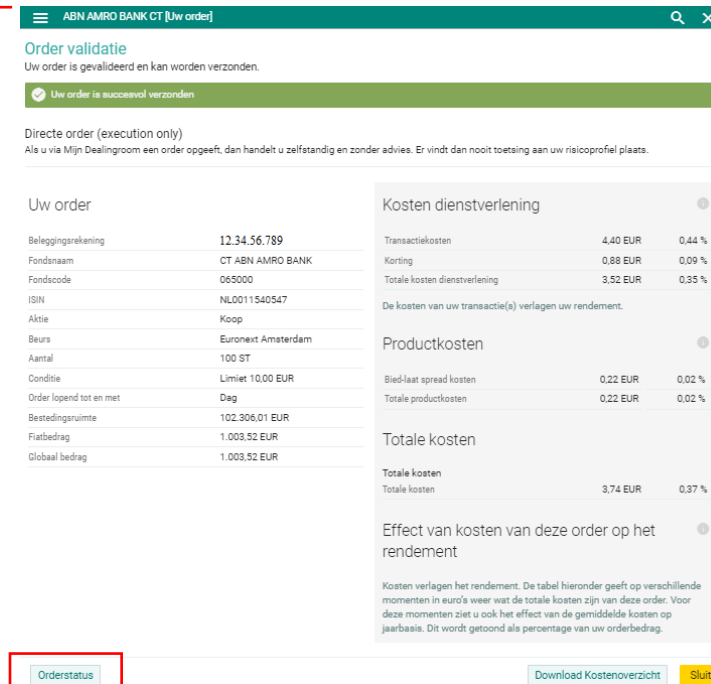 ABN AMRO BANK CT [Uw order]
Order validatie
Uw order is gevalideerd en kan worden verzonden.
Uw order is succesvol verzonden
Directe order (execution only)
Als u via Mijn Dealingroom een order opgeeft, dan handelt u zelfstandig en zonder advies. Er vindt dan nooit toetsing aan uw risicoprofiel plaats.
Uw order
Beleggingsrekening 12.34.56.789
Fondsnaam CT ABN AMRO BANK
Fondscode 065000
ISIN NL0011540547
Aktie Koop
Beurs Euronext Amsterdam
Aantal 100 ST
Conditie Limiet 10,00 EUR
Order lopend tot en met Dag
Bestedingsruimte 102.306,01 EUR
Fiatbedrag 1.003,52 EUR
Globaal bedrag 1.003,52 EUR
Kosten dienstverlening
Transactiekosten 4,40 EUR 0,44 %
Korting 0,88 EUR 0,09 %
Totale kosten dienstverlening 3,52 EUR 0,35 %
De kosten van uw transactie(s) verlagen uw rendement.
Productkosten
Bied-laat spread kosten 0,22 EUR 0,02 %
Totale productkosten 0,22 EUR 0,02 %
Totale kosten
Totale kosten
Totale kosten 3,74 EUR 0,37 %
Effect van kosten van deze order op het
rendement
Kosten verlagen het rendement. De tabel hieronder geeft op verschillende
momenten in euro's weer wat de totale kosten zijn van deze order. Voor
deze momenten ziet u ook het effect van de gemiddelde kosten op
jaarbasis. Dit wordt getoond als percentage van uw orderbedrag.
Orderstatus
Download Kostenoverzicht
Sluit